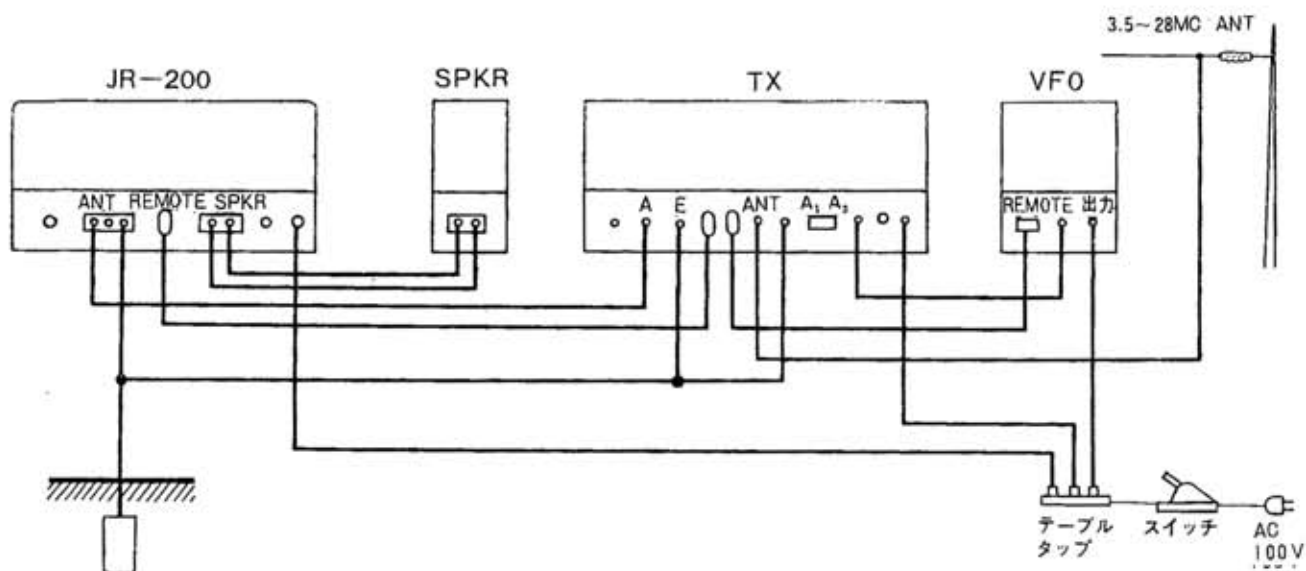 3.5~28MC ANT
JR-200
SPKR
TX
VFO
ANT REMOTE SPKR
A E ANT A₁ A₃
REMOTE 出力
テーブル
タップ
スイッチ
AC
100V